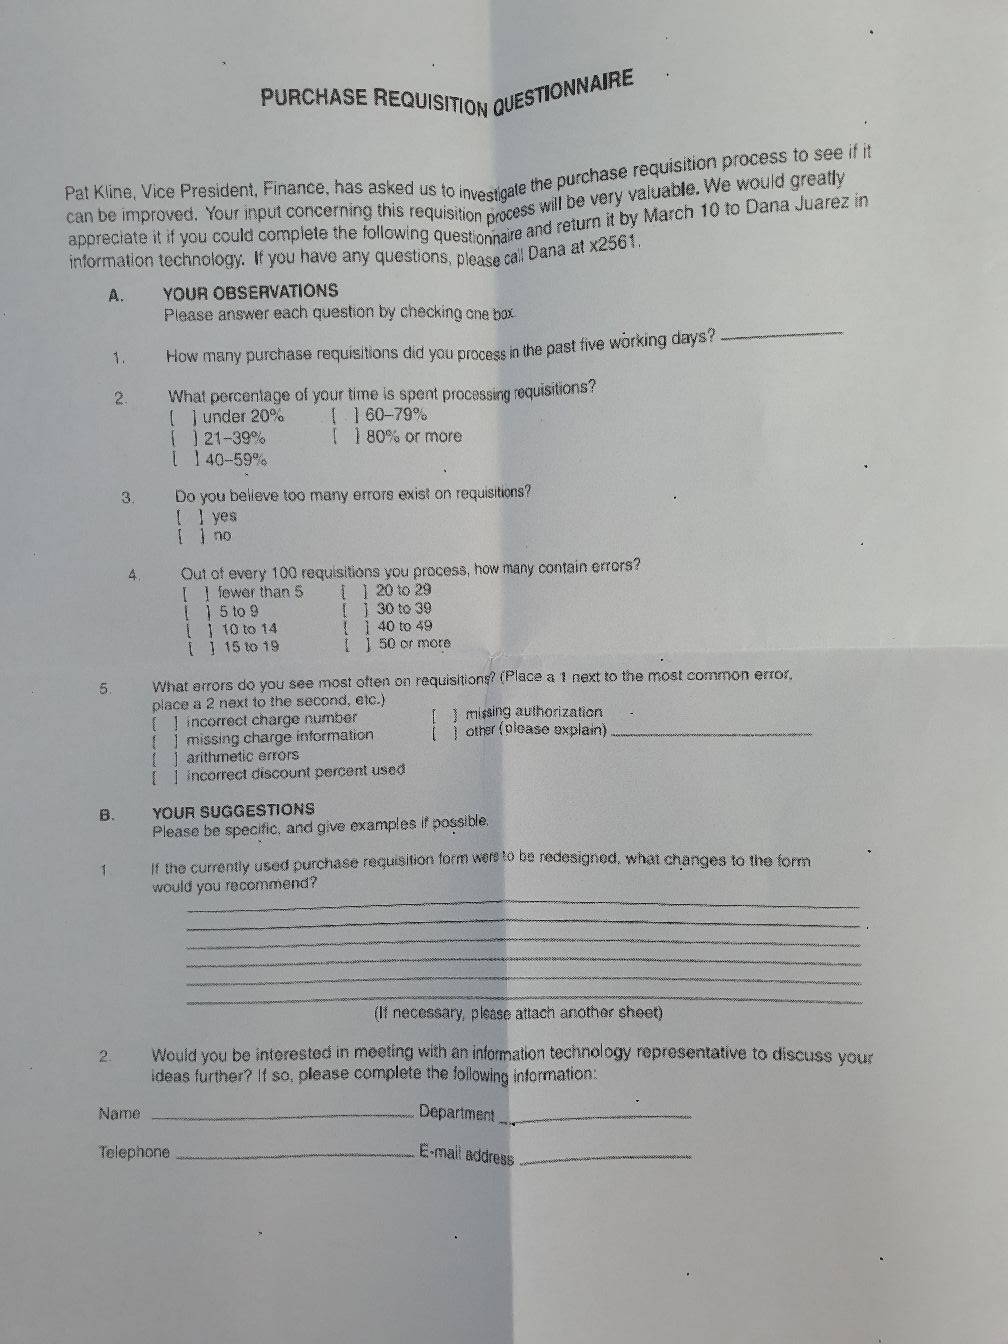 PURCHASE REQUISITION QUESTIONNAIRE
Pat Kline, Vice President, Finance, has asked us to investigate the purchase requisition process to see if it
can be improved. Your input concerning this requisition process will be very valuable. We would greatly
appreciate it if you could complete the following questionnaire and return it by March 10 to Dana Juarez in
information technology. If you have any questions, please call Dana at x2561.
A. YOUR OBSERVATIONS
Please answer each question by checking one box.
1. How many purchase requisitions did you process in the past five working days? ___________
2. What percentage of your time is spent processing requisitions?
[ ] under 20% [ ] 60–79%
[ ] 21–39% [ ] 80% or more
[ ] 40–59%
3. Do you believe too many errors exist on requisitions?
[ ] yes
[ ] no
4. Out of every 100 requisitions you process, how many contain errors?
[ ] fewer than 5 [ ] 20 to 29
[ ] 5 to 9 [ ] 30 to 39
[ ] 10 to 14 [ ] 40 to 49
[ ] 15 to 19 [ ] 50 or more
5. What errors do you see most often on requisitions? (Place a 1 next to the most common error,
place a 2 next to the second, etc.)
[ ] incorrect charge number [ ] missing authorization
[ ] missing charge information [ ] other (please explain) ___________
[ ] arithmetic errors
[ ] incorrect discount percent used
B. YOUR SUGGESTIONS
Please be specific, and give examples if possible.
1 If the currently used purchase requisition form were to be redesigned, what changes to the form
would you recommend?
(If necessary, please attach another sheet)
2. Would you be interested in meeting with an information technology representative to discuss your
ideas further? If so, please complete the following information:
Name ___________ Department ___________
Telephone ___________ E-mail address ___________